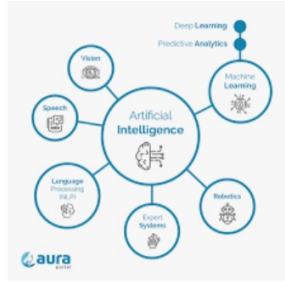 Deep Learning
Predictive Analytics
Vision
Machine
Learning
Speech
Artificial
Intelligence
Language
Processing
(NLP)
Expert
Systems
Robotics
aura
portal